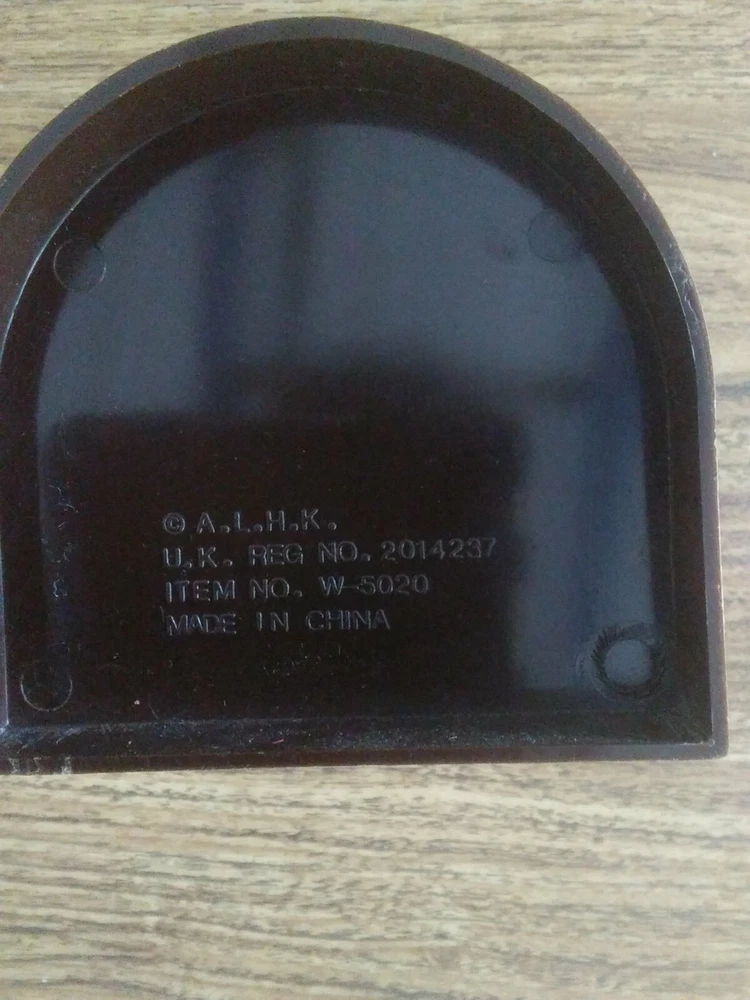 © A.L.H.K.
U.K. REG NO. 2014237
ITEM NO. W-5020
MADE IN CHINA